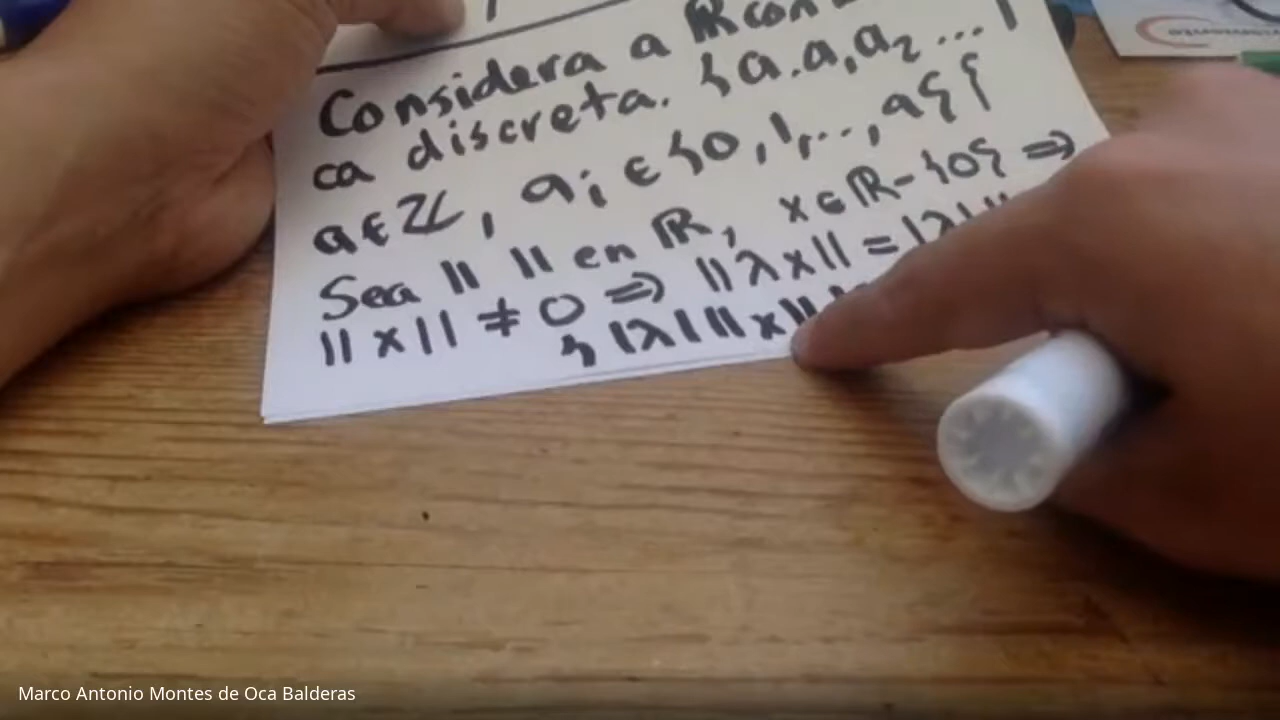 Considera a ℝ con
ca discreta. {a.a₁a₂...|
a∈ℤ, aᵢ∈{0,1,...,9}}
Sea || || en ℝ, x∈ℝ-{0} ⇒
||x|| ≠ 0 ⇒ ||λx|| = |λ| ||
{|λ| ||x||
Marco Antonio Montes de Oca Balderas